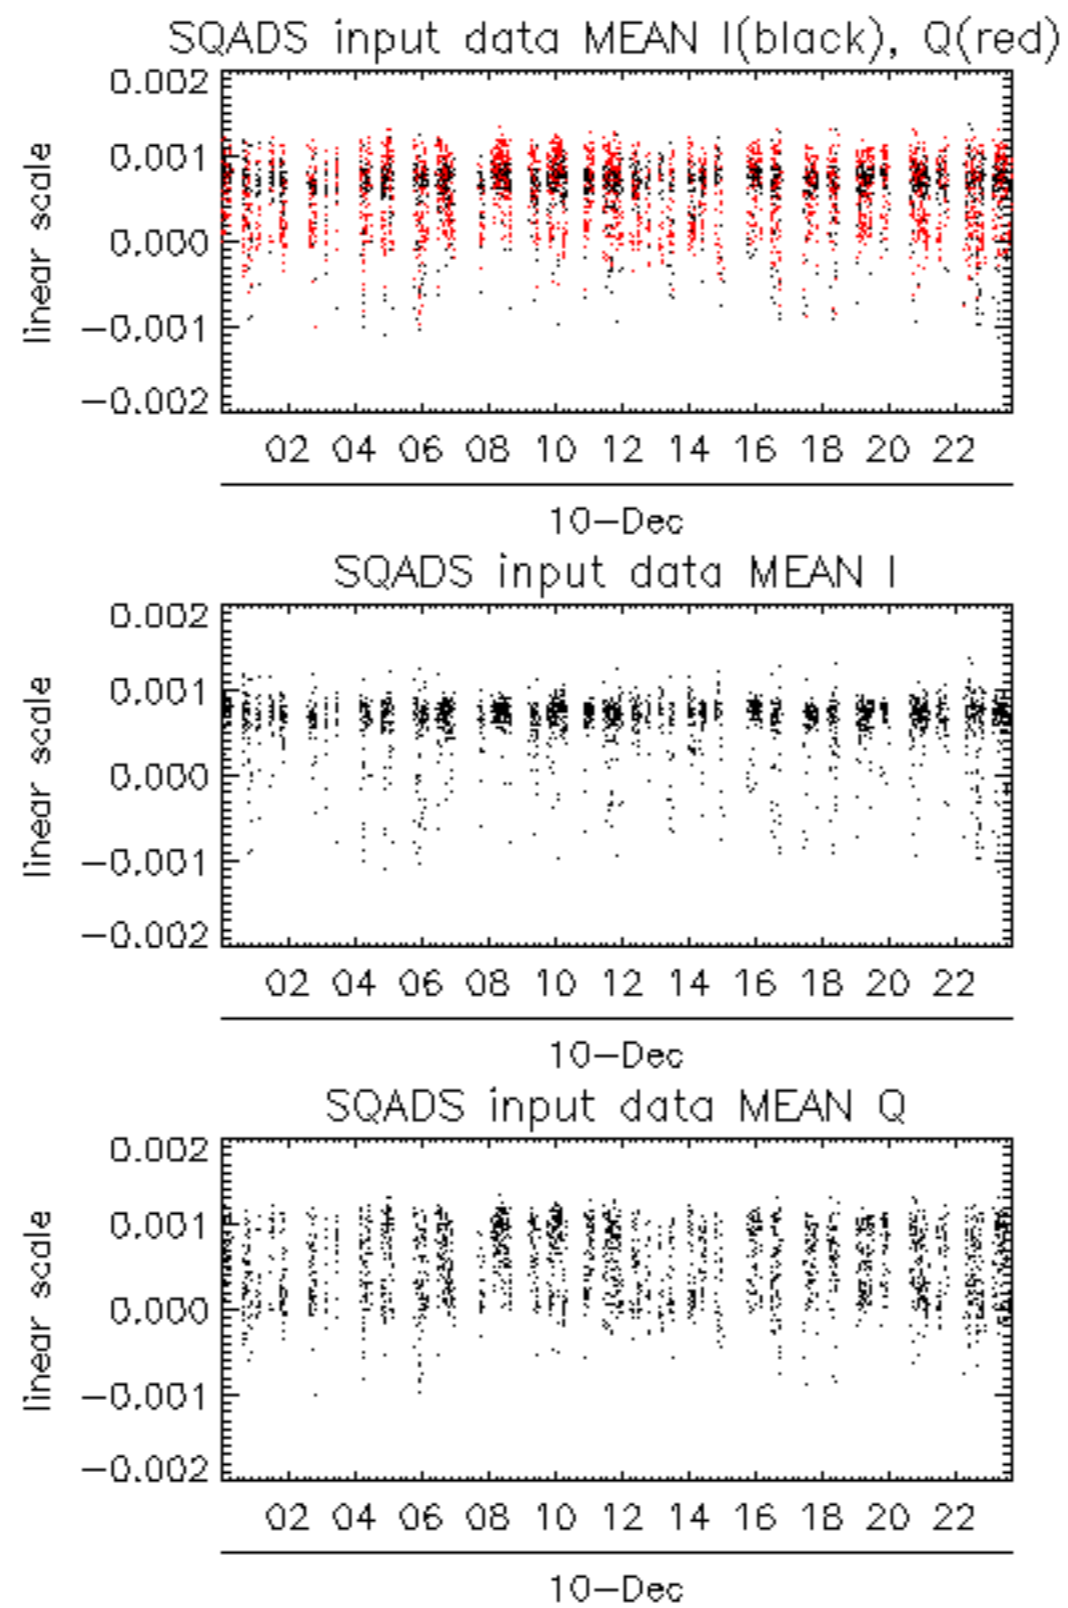 SQADS input data MEAN I(black), Q(red)
0.002
0.001
0.000
−0.001
−0.002
linear scale
02 04 06 08 10 12 14 16 18 20 22
10−Dec
SQADS input data MEAN I
0.002
0.001
0.000
−0.001
−0.002
linear scale
02 04 06 08 10 12 14 16 18 20 22
10−Dec
SQADS input data MEAN Q
0.002
0.001
0.000
−0.001
−0.002
linear scale
02 04 06 08 10 12 14 16 18 20 22
10−Dec